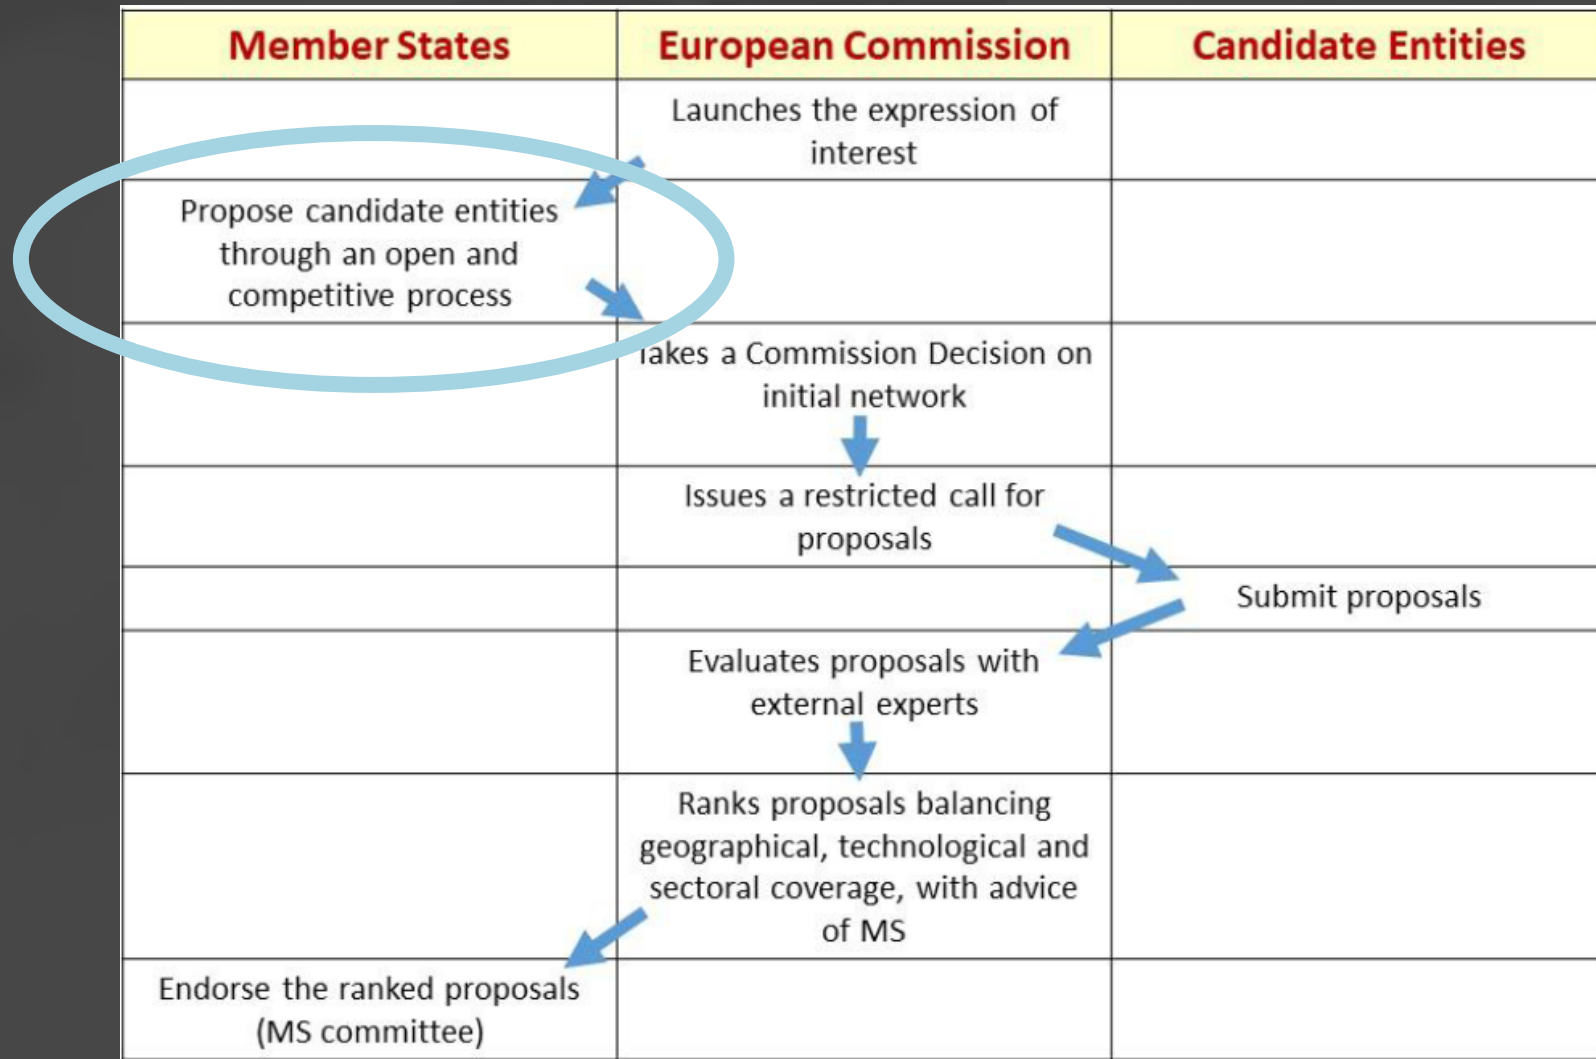 Member States
European Commission
Candidate Entities
Launches the expression of
interest
Propose candidate entities
through an open and
competitive process
Takes a Commission Decision on
initial network
Issues a restricted call for
proposals
Submit proposals
Evaluates proposals with
external experts
Ranks proposals balancing
geographical, technological and
sectoral coverage, with advice
of MS
Endorse the ranked proposals
(MS committee)